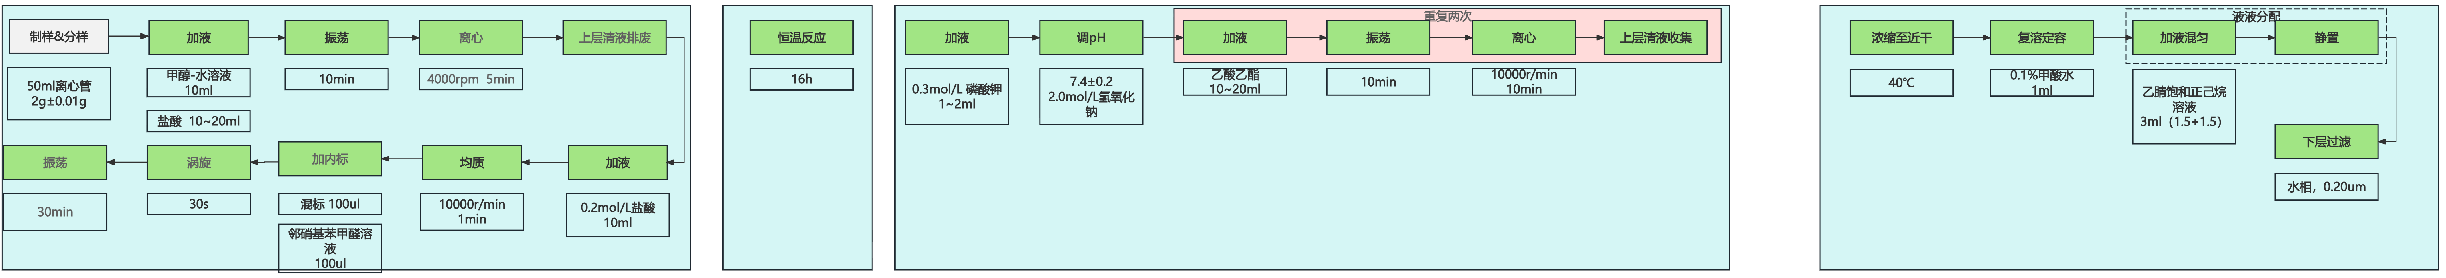 制样&分样
加液
振荡
离心
上层清液排废
50ml离心管
2g±0.01g
甲醇-水溶液
10ml
盐酸 10~20ml
10min
4000rpm 5min
加液
均质
加内标
涡旋
振荡
0.2mol/L盐酸
10ml
10000r/min
1min
混标 100ul
邻硝基苯甲醛溶
液
100ul
30s
30min
恒温反应
16h
重复两次
加液
调pH
加液
振荡
离心
上层清液收集
0.3mol/L 磷酸钾
1~2ml
7.4±0.2
2.0mol/L氢氧化
钠
乙酸乙酯
10~20ml
10min
10000r/min
10min
液液分配
浓缩至近干
复溶定容
加液混匀
静置
40℃
0.1%甲酸水
1ml
乙腈饱和正己烷
溶液
3ml（1.5+1.5）
下层过滤
水相，0.20um